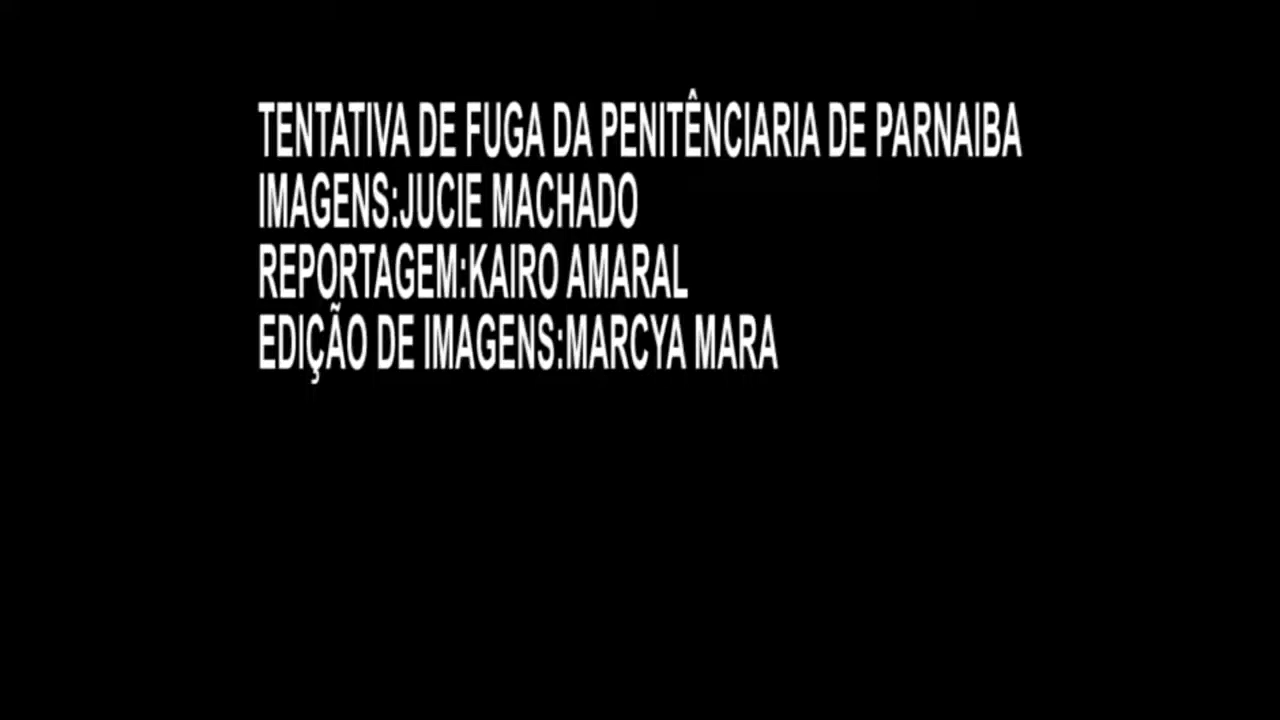 TENTATIVA DE FUGA DA PENITÊNCIARIA DE PARNAIBA
IMAGENS:JUCIE MACHADO
REPORTAGEM:KAIRO AMARAL
EDIÇÃO DE IMAGENS:MARCYA MARA